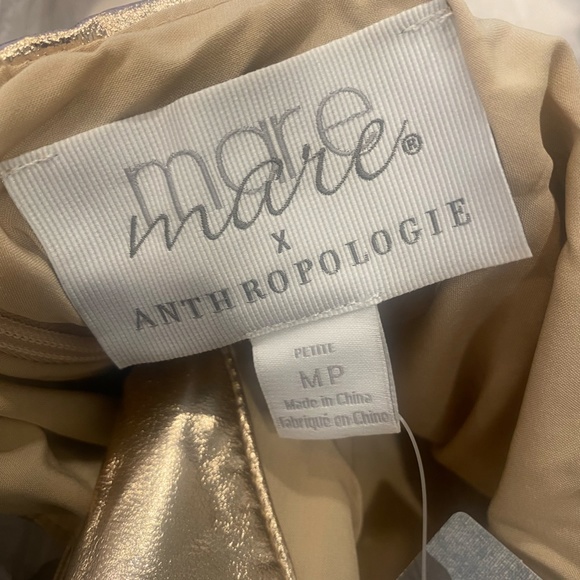 mare
mare®
X
ANTHROPOLOGIE
PETITE
MP
Made in China
Fabriqué en Chine